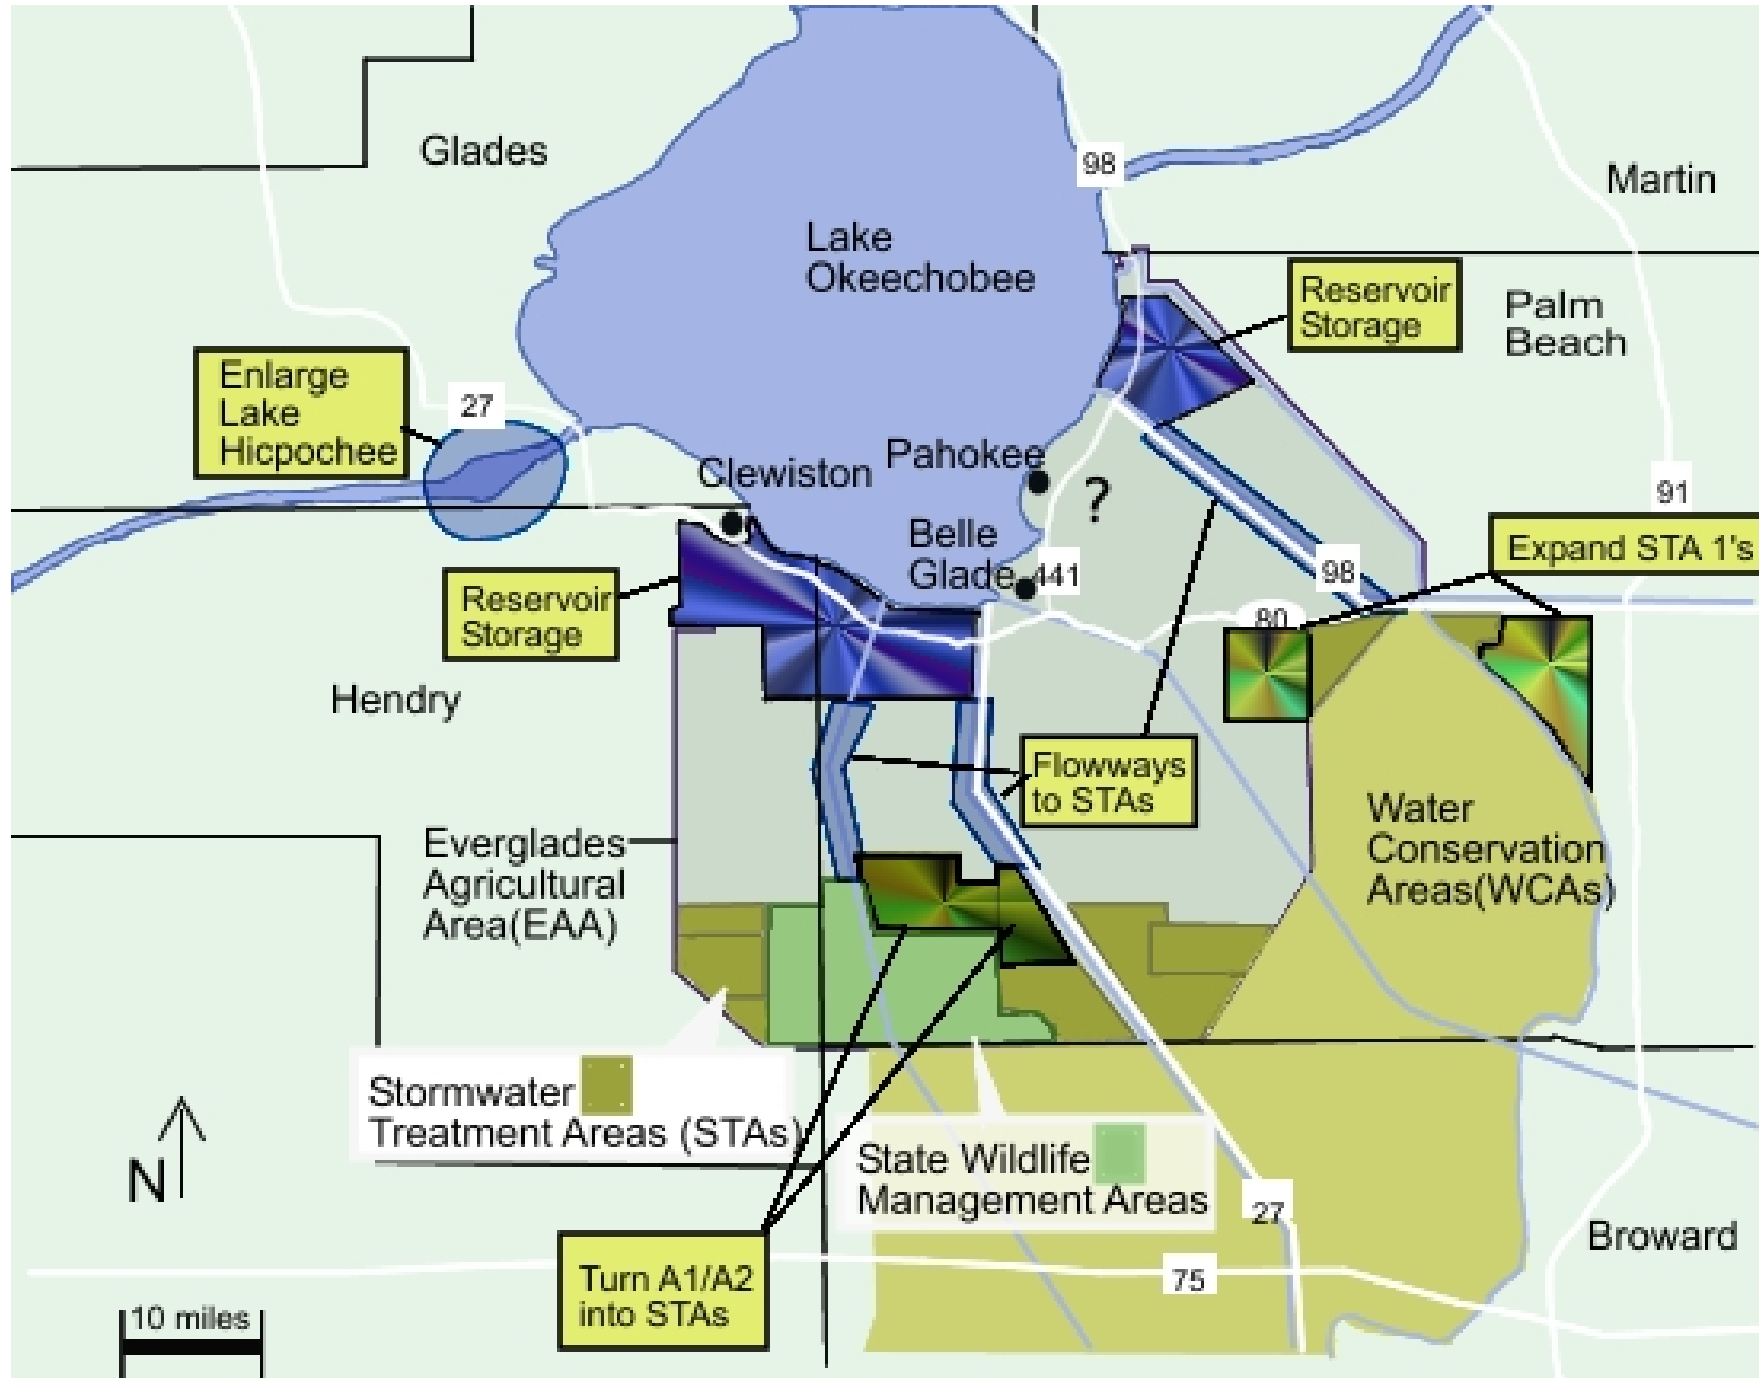 Glades
98
Martin
Lake
Okeechobee
Reservoir
Storage
Palm
Beach
Enlarge
Lake
Hicpochee
27
Clewiston
Pahokee
?
91
Belle
Glade
441
98
Expand STA 1's
Reservoir
Storage
80
Hendry
Flowways
to STAs
Water
Conservation
Areas(WCAs)
Everglades
Agricultural
Area(EAA)
Stormwater
Treatment Areas (STAs)
State Wildlife
Management Areas
N
27
Broward
75
Turn A1/A2
into STAs
10 miles